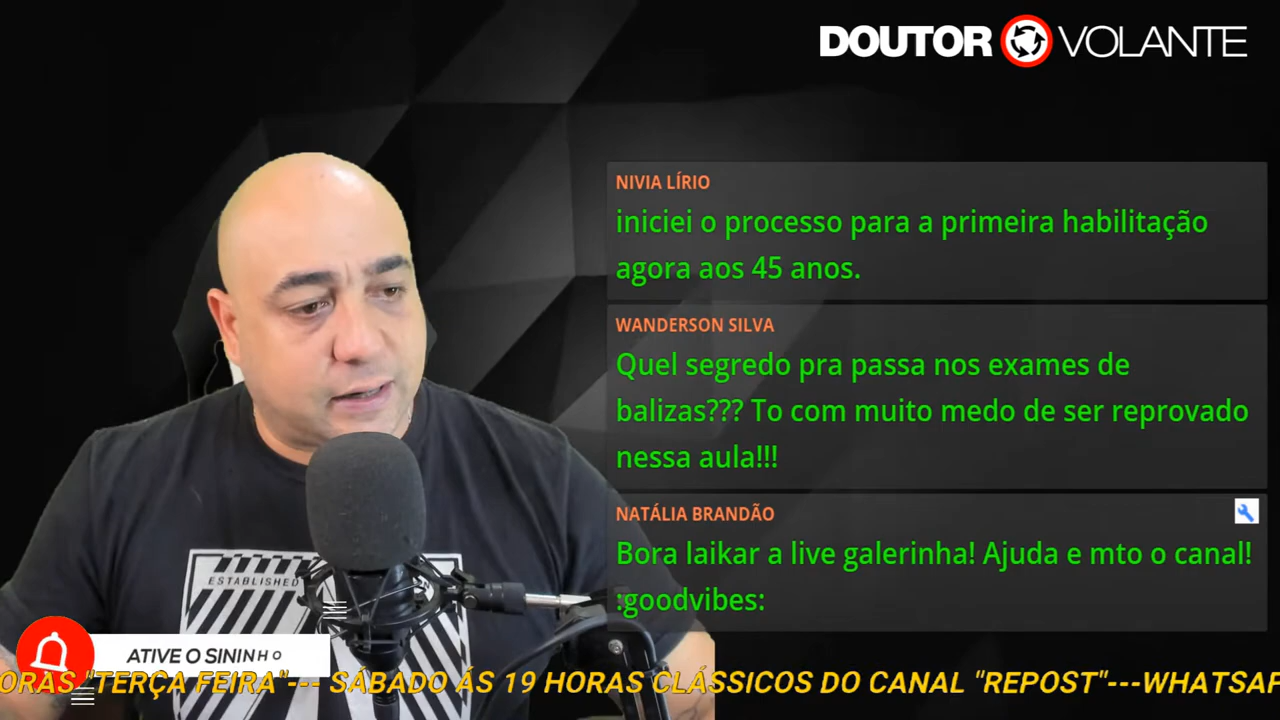 DOUTOR VOLANTE
NIVIA LÍRIO
iniciei o processo para a primeira habilitação
agora aos 45 anos.
WANDERSON SILVA
Quel segredo pra passa nos exames de
balizas??? To com muito medo de ser reprovado
nessa aula!!!
NATÁLIA BRANDÃO
Bora laikar a live galerinha! Ajuda e mto o canal!
:goodvibes:
ESTABLISHED
ATIVE O SININHO
ORAS "TERÇA FEIRA"--- SÁBADO ÁS 19 HORAS CLÁSSICOS DO CANAL "REPOST"---WHATSAP